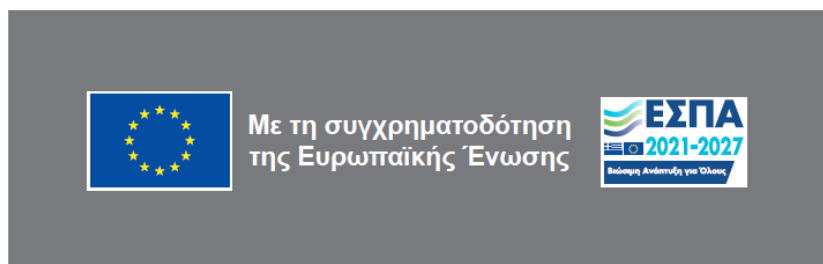 Με τη συγχρηματοδότηση
της Ευρωπαϊκής Ένωσης
ΕΣΠΑ
2021-2027
Βιώσιμη Ανάπτυξη για Όλους